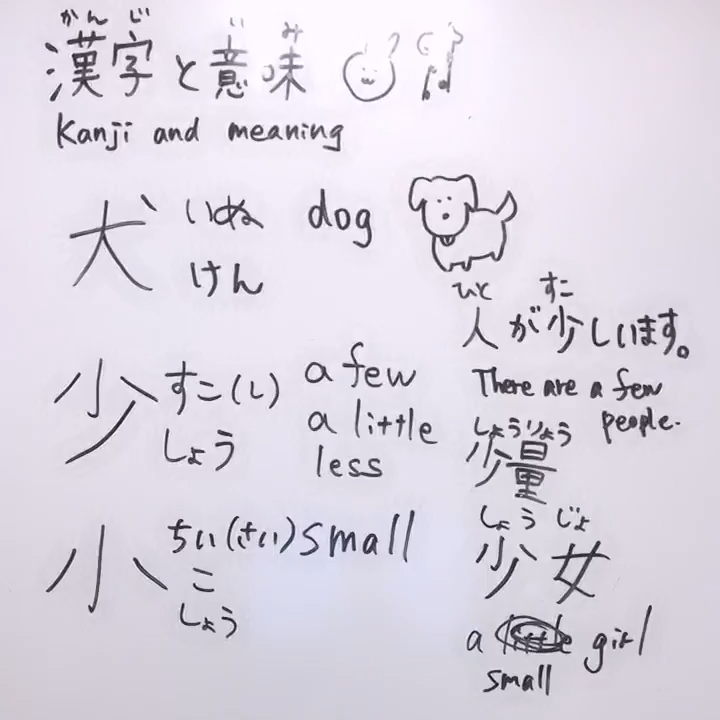 かんじ いみ
漢字と意味
Kanji and meaning
犬 いぬ dog
けん
少 すこ(し) a few
しょう a little
less
小 ちい(さい) small
こ
しょう
ひと すこ
人が少しいます。
There are a few
people.
しょうりょう
少量
しょうじょ
少女
a girl
small